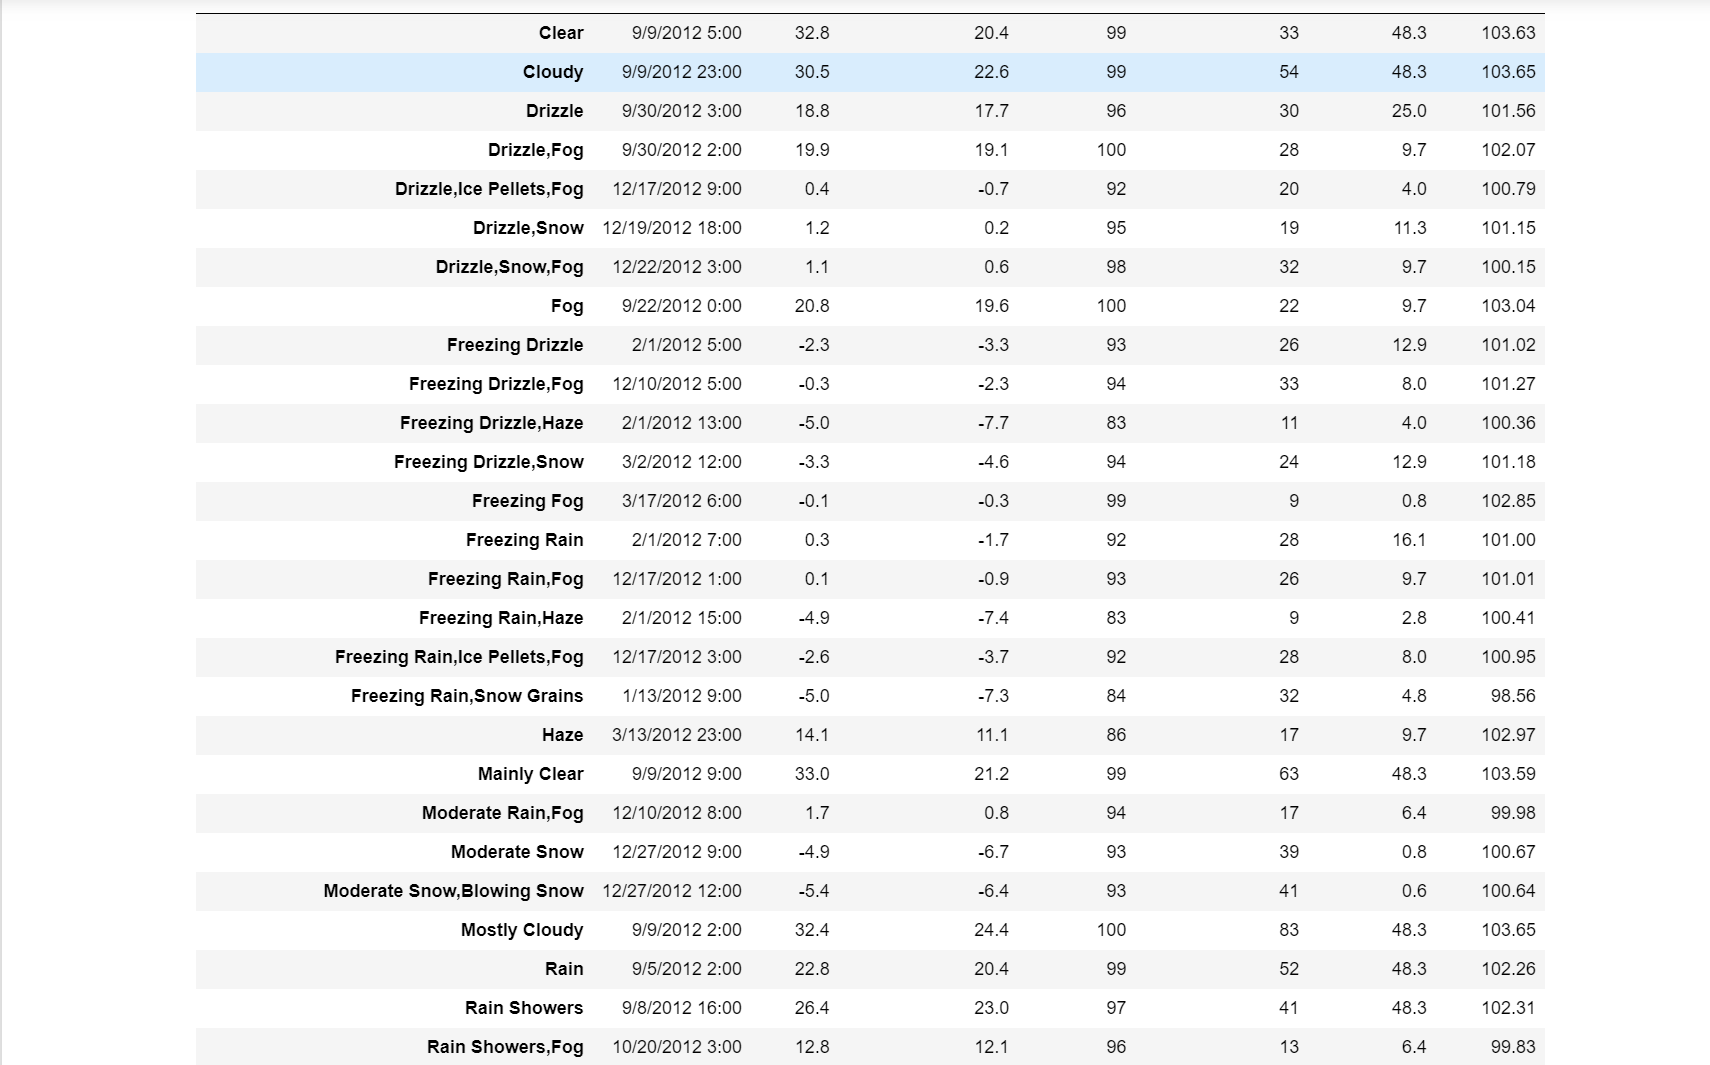 Clear 9/9/2012 5:00 32.8 20.4 99 33 48.3 103.63
Cloudy 9/9/2012 23:00 30.5 22.6 99 54 48.3 103.65
Drizzle 9/30/2012 3:00 18.8 17.7 96 30 25.0 101.56
Drizzle,Fog 9/30/2012 2:00 19.9 19.1 100 28 9.7 102.07
Drizzle,Ice Pellets,Fog 12/17/2012 9:00 0.4 -0.7 92 20 4.0 100.79
Drizzle,Snow 12/19/2012 18:00 1.2 0.2 95 19 11.3 101.15
Drizzle,Snow,Fog 12/22/2012 3:00 1.1 0.6 98 32 9.7 100.15
Fog 9/22/2012 0:00 20.8 19.6 100 22 9.7 103.04
Freezing Drizzle 2/1/2012 5:00 -2.3 -3.3 93 26 12.9 101.02
Freezing Drizzle,Fog 12/10/2012 5:00 -0.3 -2.3 94 33 8.0 101.27
Freezing Drizzle,Haze 2/1/2012 13:00 -5.0 -7.7 83 11 4.0 100.36
Freezing Drizzle,Snow 3/2/2012 12:00 -3.3 -4.6 94 24 12.9 101.18
Freezing Fog 3/17/2012 6:00 -0.1 -0.3 99 9 0.8 102.85
Freezing Rain 2/1/2012 7:00 0.3 -1.7 92 28 16.1 101.00
Freezing Rain,Fog 12/17/2012 1:00 0.1 -0.9 93 26 9.7 101.01
Freezing Rain,Haze 2/1/2012 15:00 -4.9 -7.4 83 9 2.8 100.41
Freezing Rain,Ice Pellets,Fog 12/17/2012 3:00 -2.6 -3.7 92 28 8.0 100.95
Freezing Rain,Snow Grains 1/13/2012 9:00 -5.0 -7.3 84 32 4.8 98.56
Haze 3/13/2012 23:00 14.1 11.1 86 17 9.7 102.97
Mainly Clear 9/9/2012 9:00 33.0 21.2 99 63 48.3 103.59
Moderate Rain,Fog 12/10/2012 8:00 1.7 0.8 94 17 6.4 99.98
Moderate Snow 12/27/2012 9:00 -4.9 -6.7 93 39 0.8 100.67
Moderate Snow,Blowing Snow 12/27/2012 12:00 -5.4 -6.4 93 41 0.6 100.64
Mostly Cloudy 9/9/2012 2:00 32.4 24.4 100 83 48.3 103.65
Rain 9/5/2012 2:00 22.8 20.4 99 52 48.3 102.26
Rain Showers 9/8/2012 16:00 26.4 23.0 97 41 48.3 102.31
Rain Showers,Fog 10/20/2012 3:00 12.8 12.1 96 13 6.4 99.83